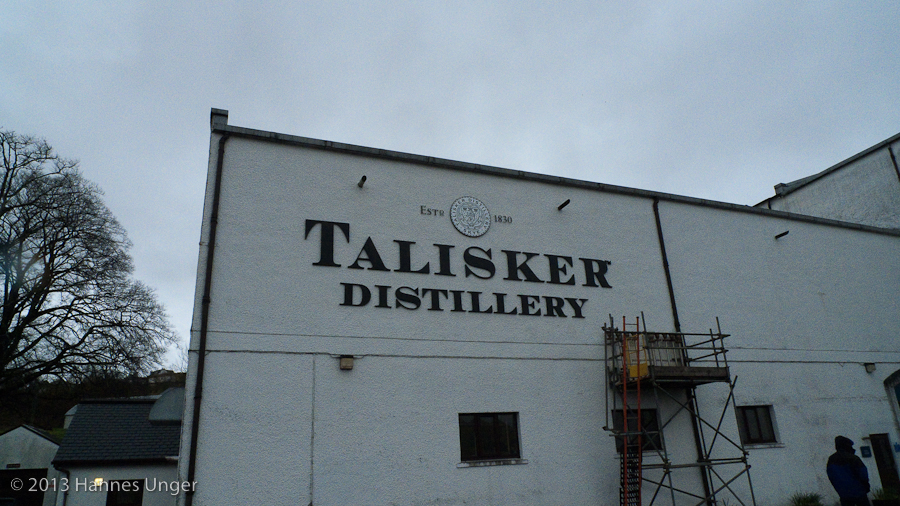 ESTD 1830
TALISKER
DISTILLERY
© 2013 Hannes Unger